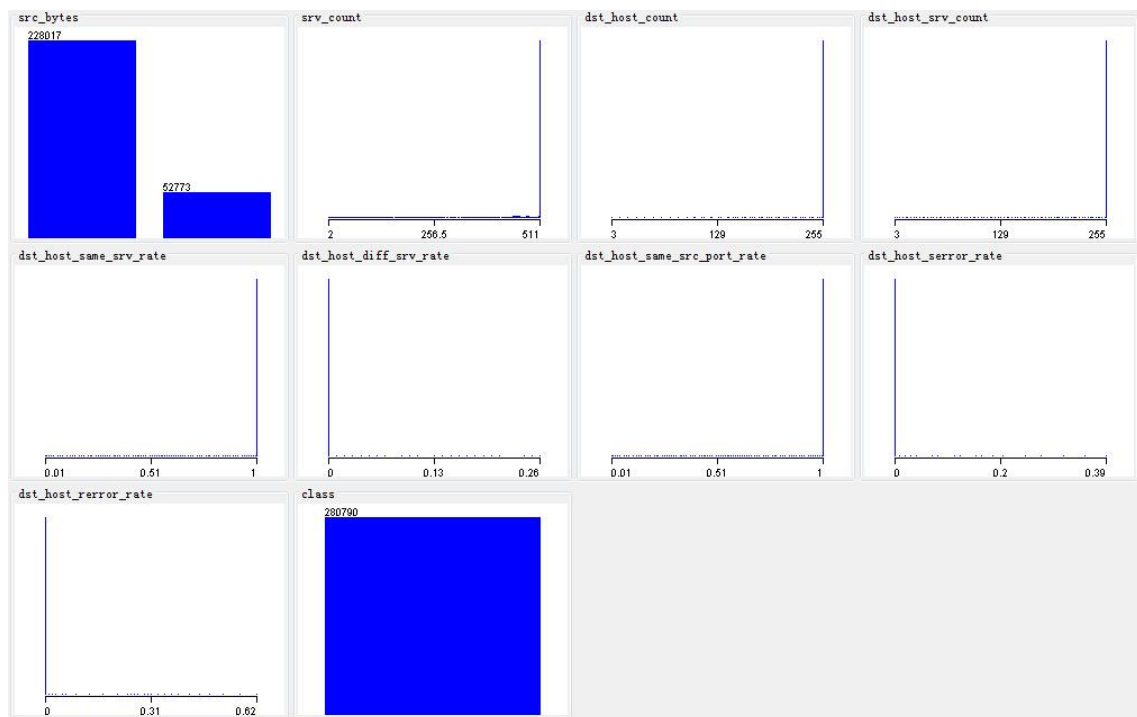 src_bytes
228017
52773
srv_count
2 256.5 511
dst_host_count
3 129 255
dst_host_srv_count
3 129 255
dst_host_same_srv_rate
0.01 0.51 1
dst_host_diff_srv_rate
0 0.13 0.26
dst_host_same_src_port_rate
0.01 0.51 1
dst_host_serror_rate
0 0.2 0.39
dst_host_rerror_rate
0 0.31 0.62
class
280790